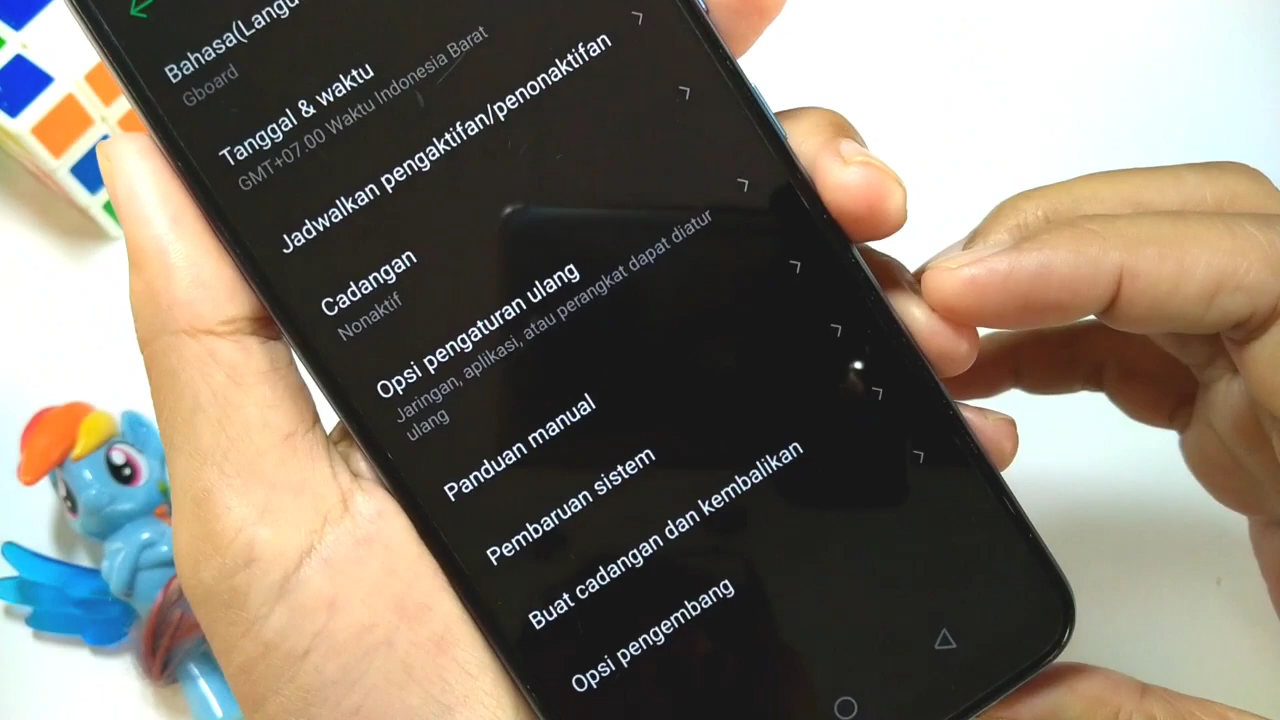 Bahasa(Langu
Gboard
Tanggal & waktu
GMT+07.00 Waktu Indonesia Barat
Jadwalkan pengaktifan/penonaktifan
Cadangan
Nonaktif
Opsi pengaturan ulang
Jaringan, aplikasi, atau perangkat dapat diatur
ulang
Panduan manual
Pembaruan sistem
Buat cadangan dan kembalikan
Opsi pengembang